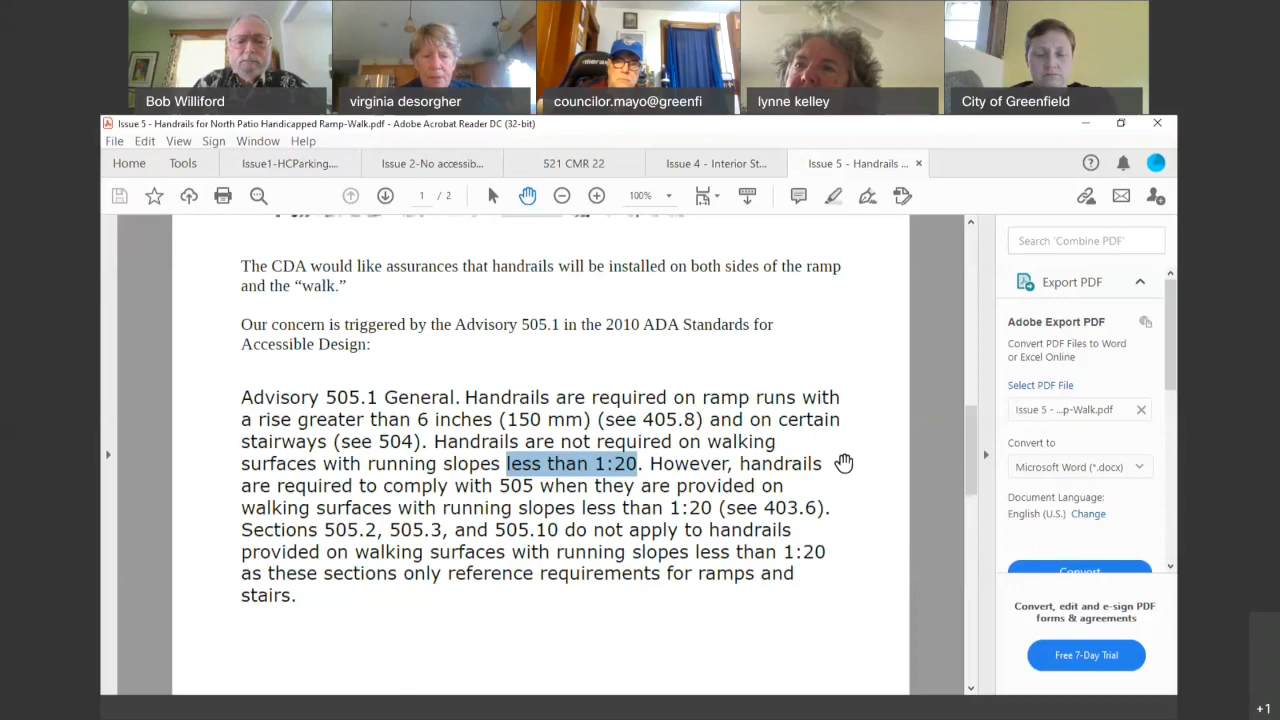 Bob Williford
virginia desorgher
councilor.mayo@greenfi
lynne kelley
City of Greenfield
Issue 5 - Handrails for North Patio Handicapped Ramp-Walk.pdf - Adobe Acrobat Reader DC (32-bit)
File Edit View Sign Window Help
Home Tools Issue1-HCParking.... Issue 2-No accessib... 521 CMR 22 Issue 4 - Interior St... Issue 5 - Handrails ... ×
1 / 2 100%
The CDA would like assurances that handrails will be installed on both sides of the ramp
and the “walk.”
Our concern is triggered by the Advisory 505.1 in the 2010 ADA Standards for
Accessible Design:
Advisory 505.1 General. Handrails are required on ramp runs with
a rise greater than 6 inches (150 mm) (see 405.8) and on certain
stairways (see 504). Handrails are not required on walking
surfaces with running slopes less than 1:20. However, handrails
are required to comply with 505 when they are provided on
walking surfaces with running slopes less than 1:20 (see 403.6).
Sections 505.2, 505.3, and 505.10 do not apply to handrails
provided on walking surfaces with running slopes less than 1:20
as these sections only reference requirements for ramps and
stairs.
Search 'Combine PDF'
Export PDF
Adobe Export PDF
Convert PDF Files to Word
or Excel Online
Select PDF File
Issue 5 - ...p-Walk.pdf
Convert to
Microsoft Word (*.docx)
Document Language:
English (U.S.) Change
Convert
Convert, edit and e-sign PDF
forms & agreements
Free 7-Day Trial
+1